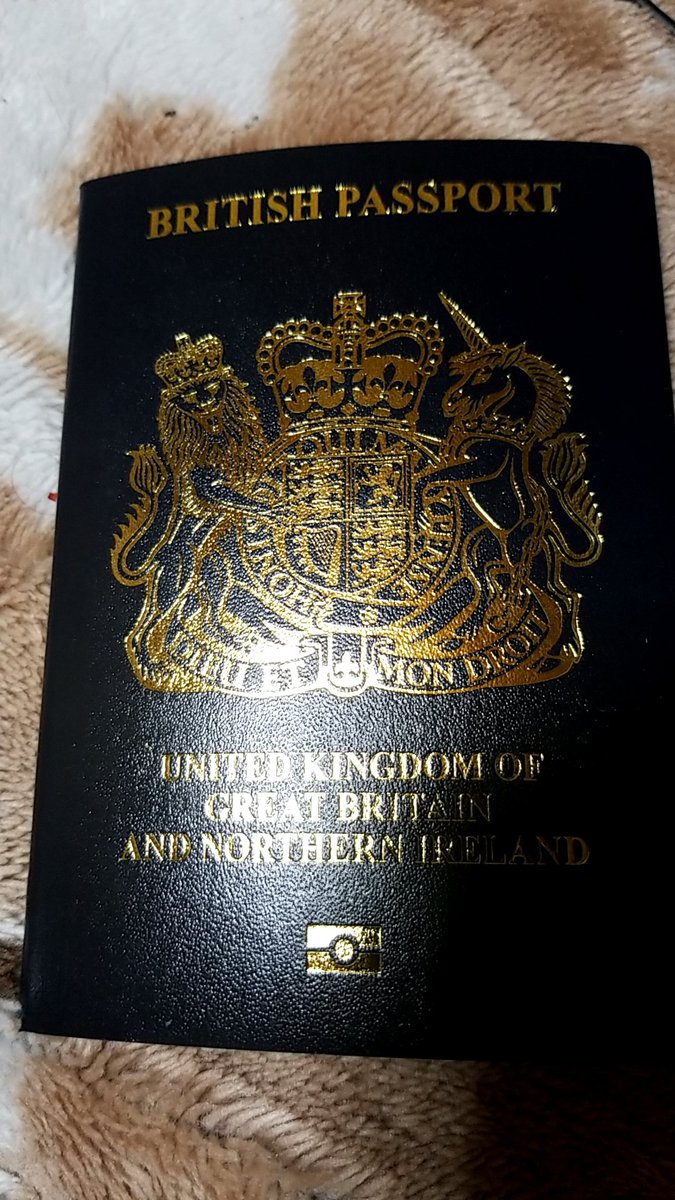 BRITISH PASSPORT
DIEU ET MON DROIT
UNITED KINGDOM OF
GREAT BRITAIN
AND NORTHERN IRELAND